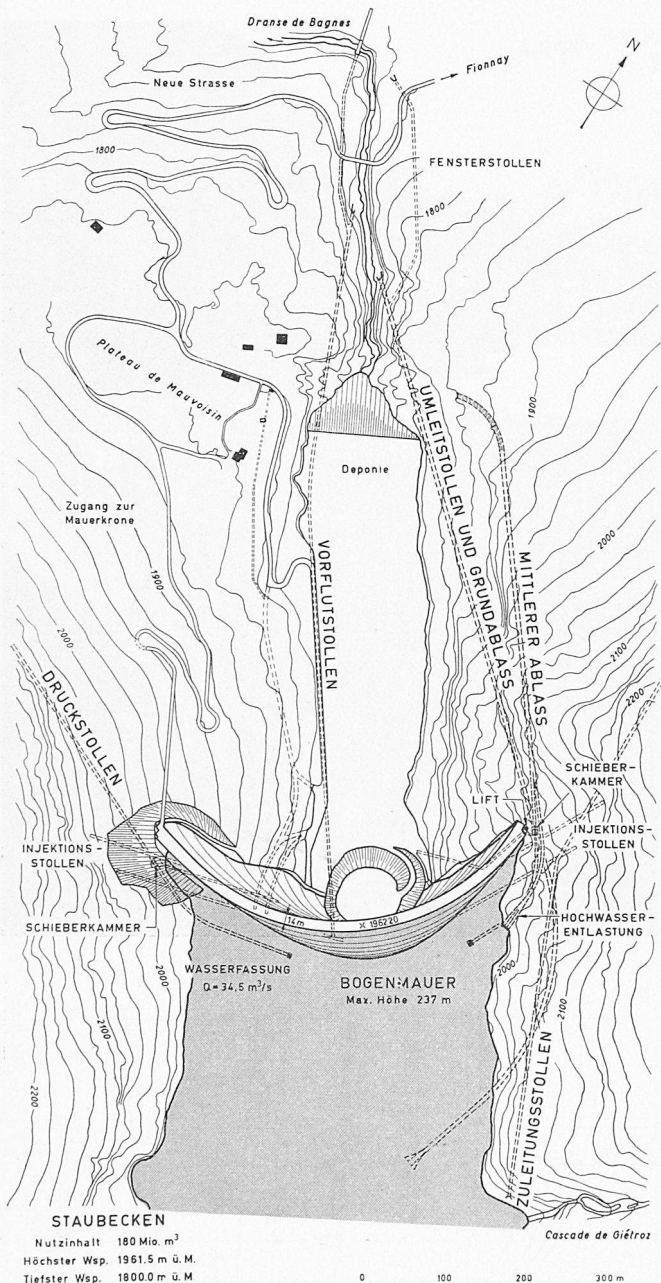 Dranse de Bagnes
N
Neue Strasse
Fionnay
1800
FENSTERSTOLLEN
1800
Plateau de Mauvoisin
1900
Deponie
UMLEITSTOLLEN UND GRUNDABLASS
2000
Zugang zur
Mauerkrone
VORFLUTSTOLLEN
MITTLERER ABLASS
1900
2000
2100
2200
DRUCKSTOLLEN
SCHIEBER-
KAMMER
LIFT
INJEKTIONS-
STOLLEN
INJEKTIONS-
STOLLEN
14m
× 1962.20
SCHIEBERKAMMER
HOCHWASSER-
ENTLASTUNG
2000
WASSERFASSUNG
Q = 34,5 m³/s
BOGENMAUER
Max. Höhe 237 m
2000
2100
2100
2200
ZULEITUNGSSTOLLEN
STAUBECKEN
Cascade de Giétroz
Nutzinhalt 180 Mio. m³
Höchster Wsp. 1961.5 m ü. M.
Tiefster Wsp. 1800.0 m ü. M
0 100 200 300 m